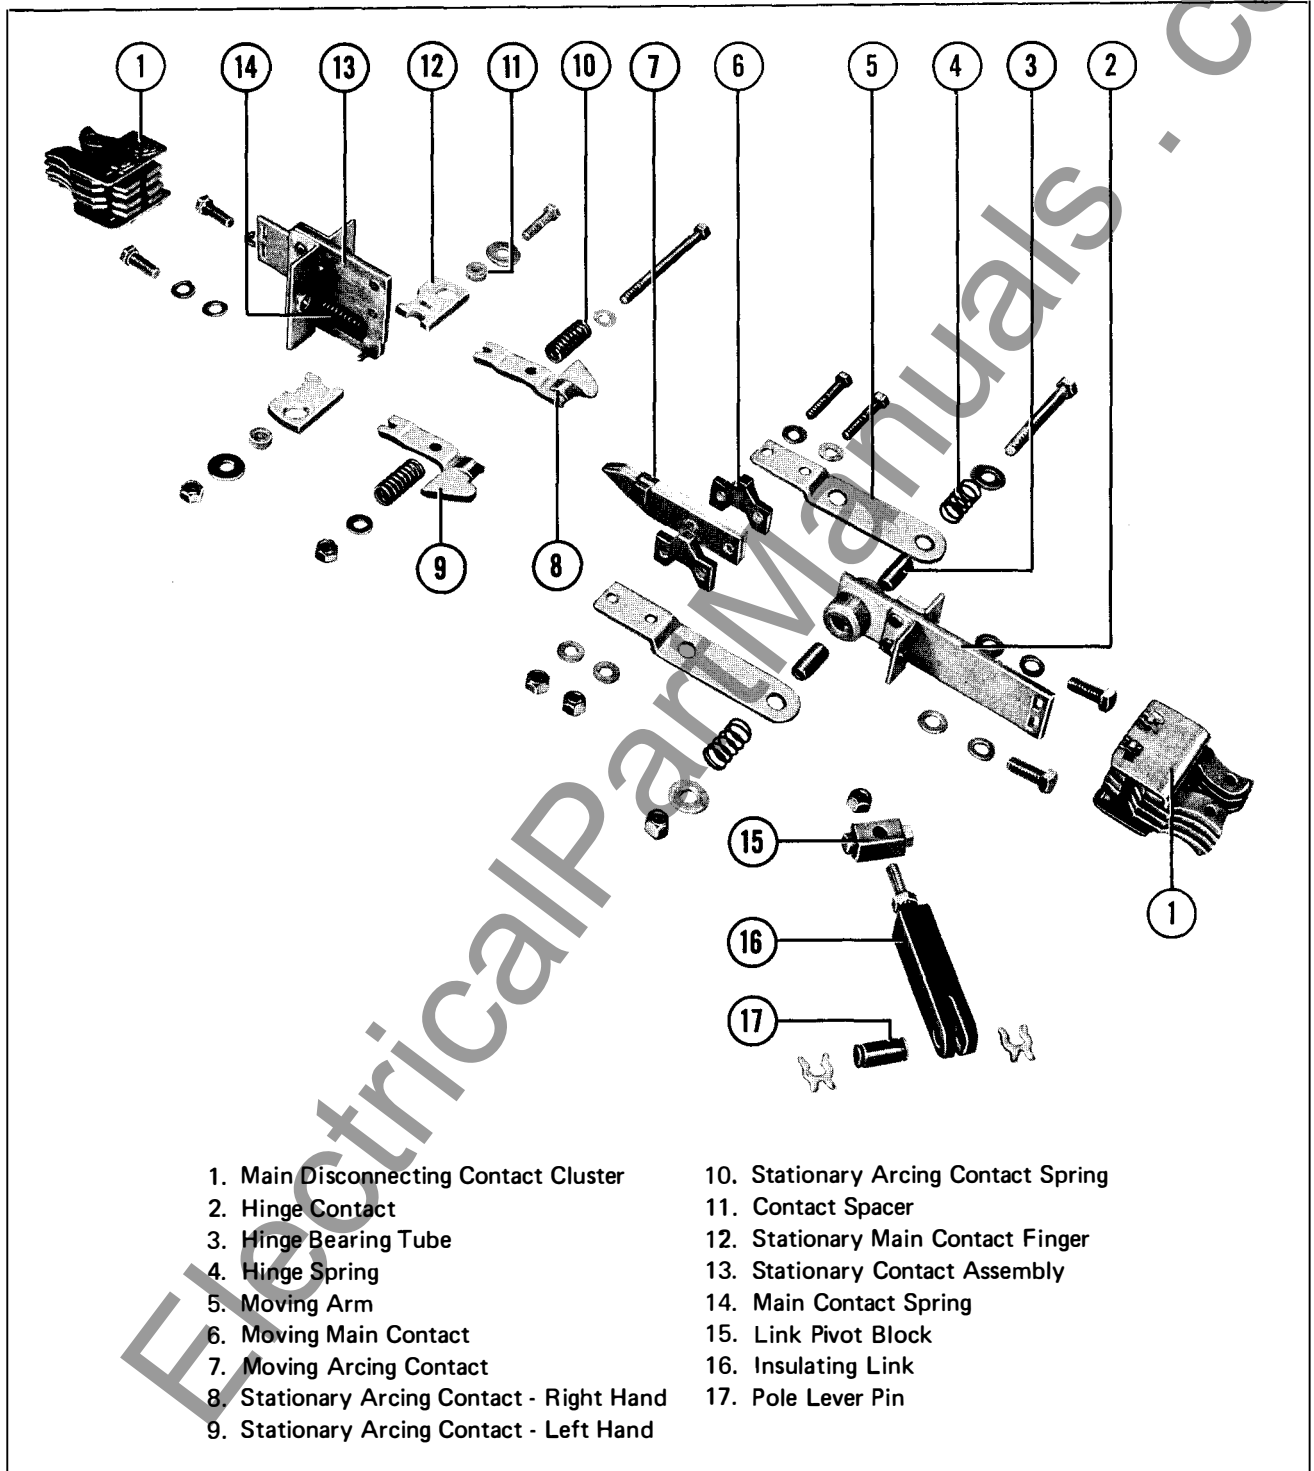 1 14 13 12 11 10 7 6 5 4 3 2
9 8
15
1
16
17
1. Main Disconnecting Contact Cluster
2. Hinge Contact
3. Hinge Bearing Tube
4. Hinge Spring
5. Moving Arm
6. Moving Main Contact
7. Moving Arcing Contact
8. Stationary Arcing Contact - Right Hand
9. Stationary Arcing Contact - Left Hand
10. Stationary Arcing Contact Spring
11. Contact Spacer
12. Stationary Main Contact Finger
13. Stationary Contact Assembly
14. Main Contact Spring
15. Link Pivot Block
16. Insulating Link
17. Pole Lever Pin
ElectricalPartManuals . co